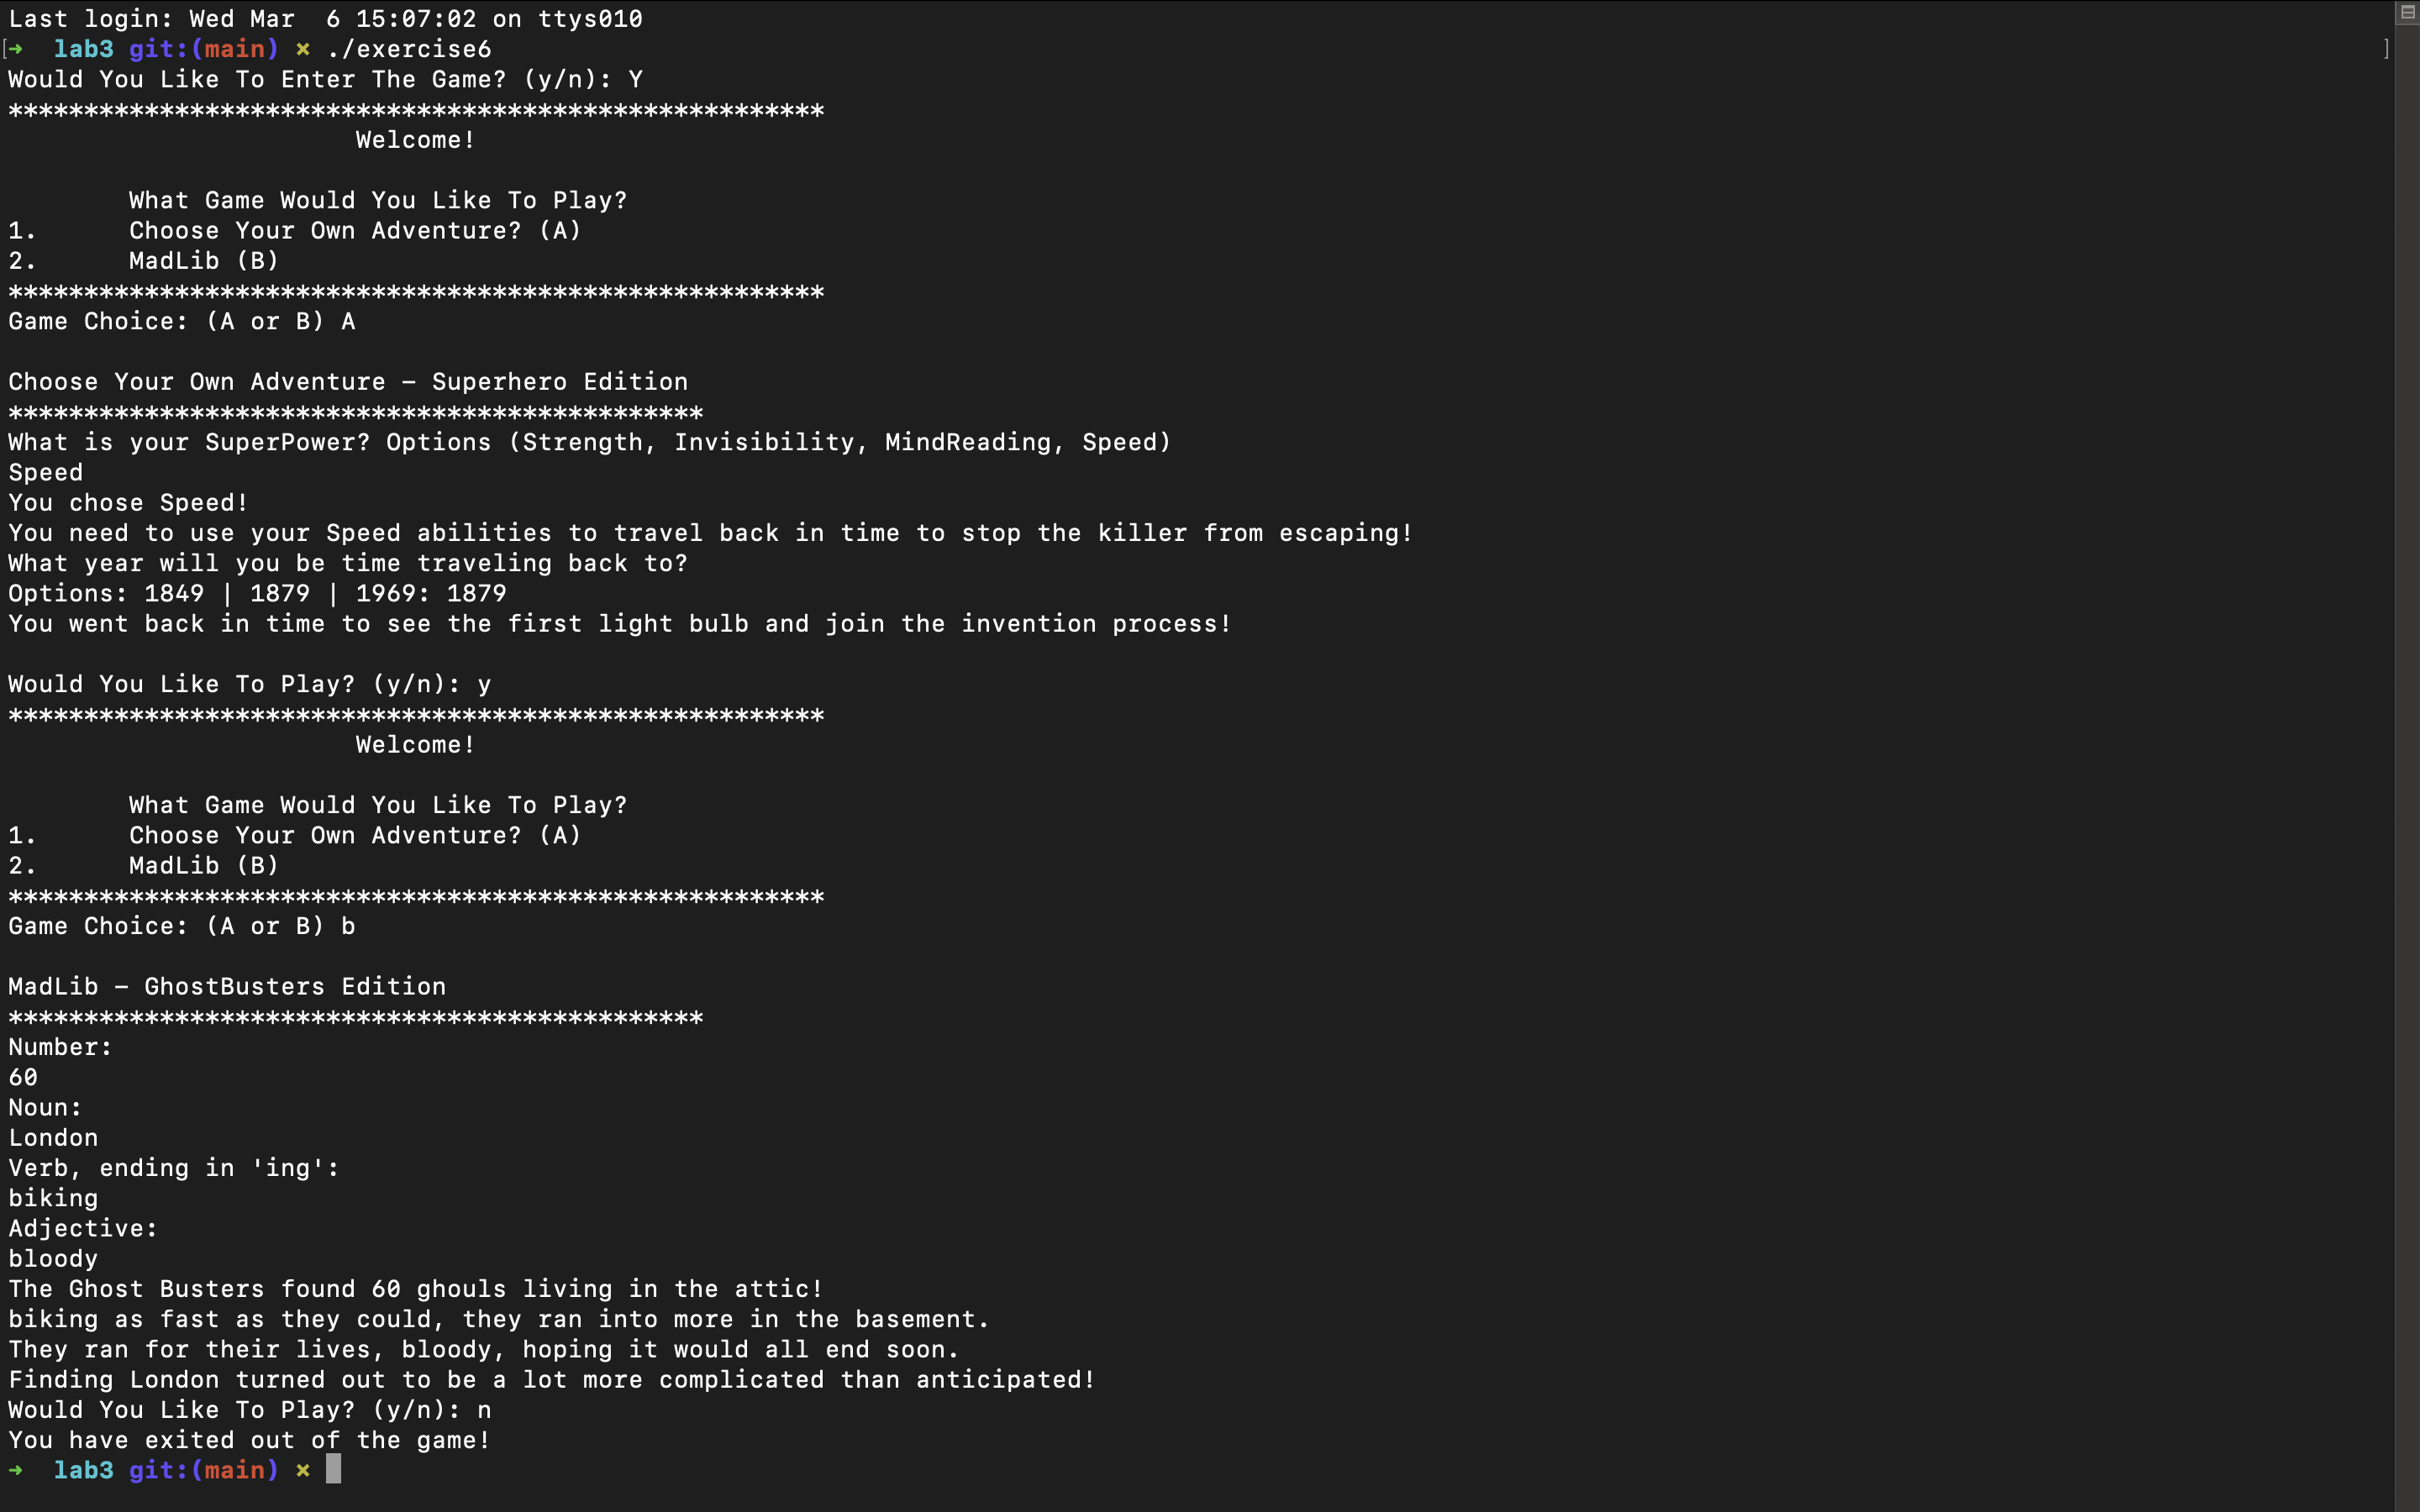 Last login: Wed Mar  6 15:07:02 on ttys010
[➜  lab3 git:(main) ✗ ./exercise6 ]
Would You Like To Enter The Game? (y/n): Y
******************************************************
                       Welcome!

        What Game Would You Like To Play?
1.      Choose Your Own Adventure? (A)
2.      MadLib (B)
******************************************************
Game Choice: (A or B) A

Choose Your Own Adventure – Superhero Edition
**********************************************
What is your SuperPower? Options (Strength, Invisibility, MindReading, Speed)
Speed
You chose Speed!
You need to use your Speed abilities to travel back in time to stop the killer from escaping!
What year will you be time traveling back to?
Options: 1849 | 1879 | 1969: 1879
You went back in time to see the first light bulb and join the invention process!

Would You Like To Play? (y/n): y
******************************************************
                       Welcome!

        What Game Would You Like To Play?
1.      Choose Your Own Adventure? (A)
2.      MadLib (B)
******************************************************
Game Choice: (A or B) b

MadLib – GhostBusters Edition
**********************************************
Number:
60
Noun:
London
Verb, ending in 'ing':
biking
Adjective:
bloody
The Ghost Busters found 60 ghouls living in the attic!
biking as fast as they could, they ran into more in the basement.
They ran for their lives, bloody, hoping it would all end soon.
Finding London turned out to be a lot more complicated than anticipated!
Would You Like To Play? (y/n): n
You have exited out of the game!
➜  lab3 git:(main) ✗